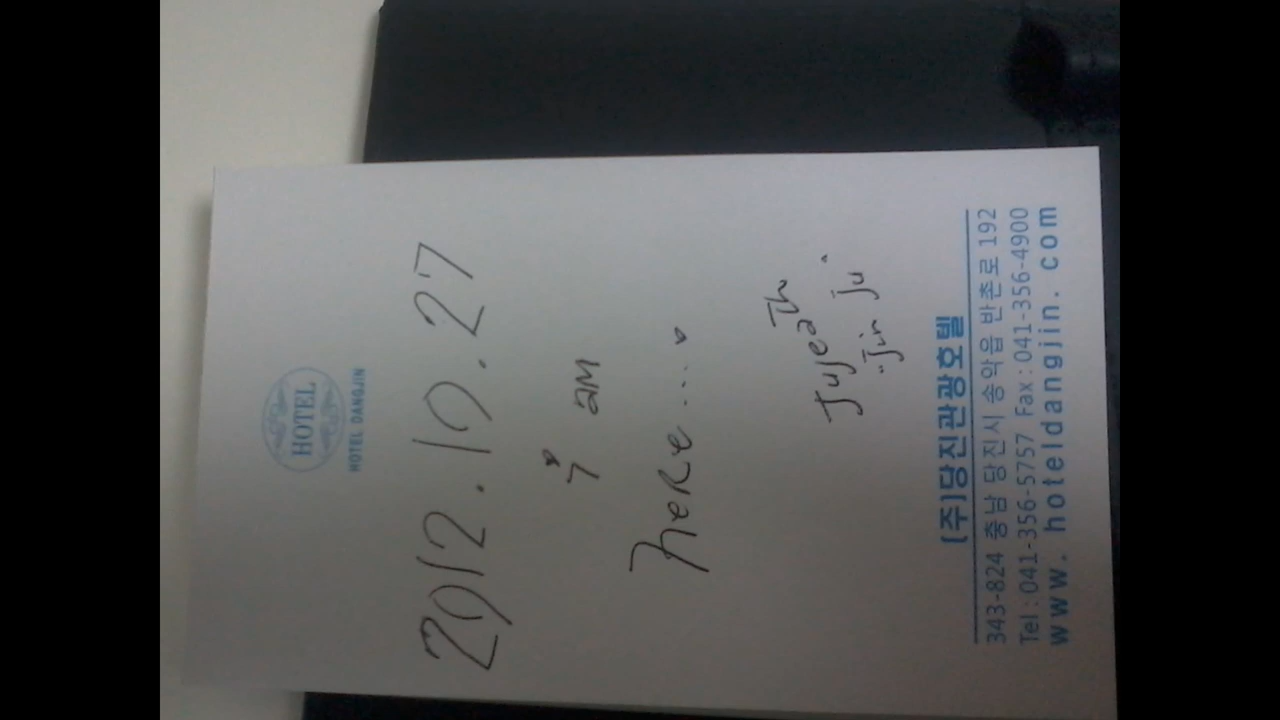 HOTEL
HOTEL DANGJIN
2012.10.27
i am
here....
"Jin Ju"
(주)당진관광호텔
343-824 충남 당진시 송악읍 반촌로 192
Tel : 041-356-5757 Fax : 041-356-4900
www. hoteldangjin. com